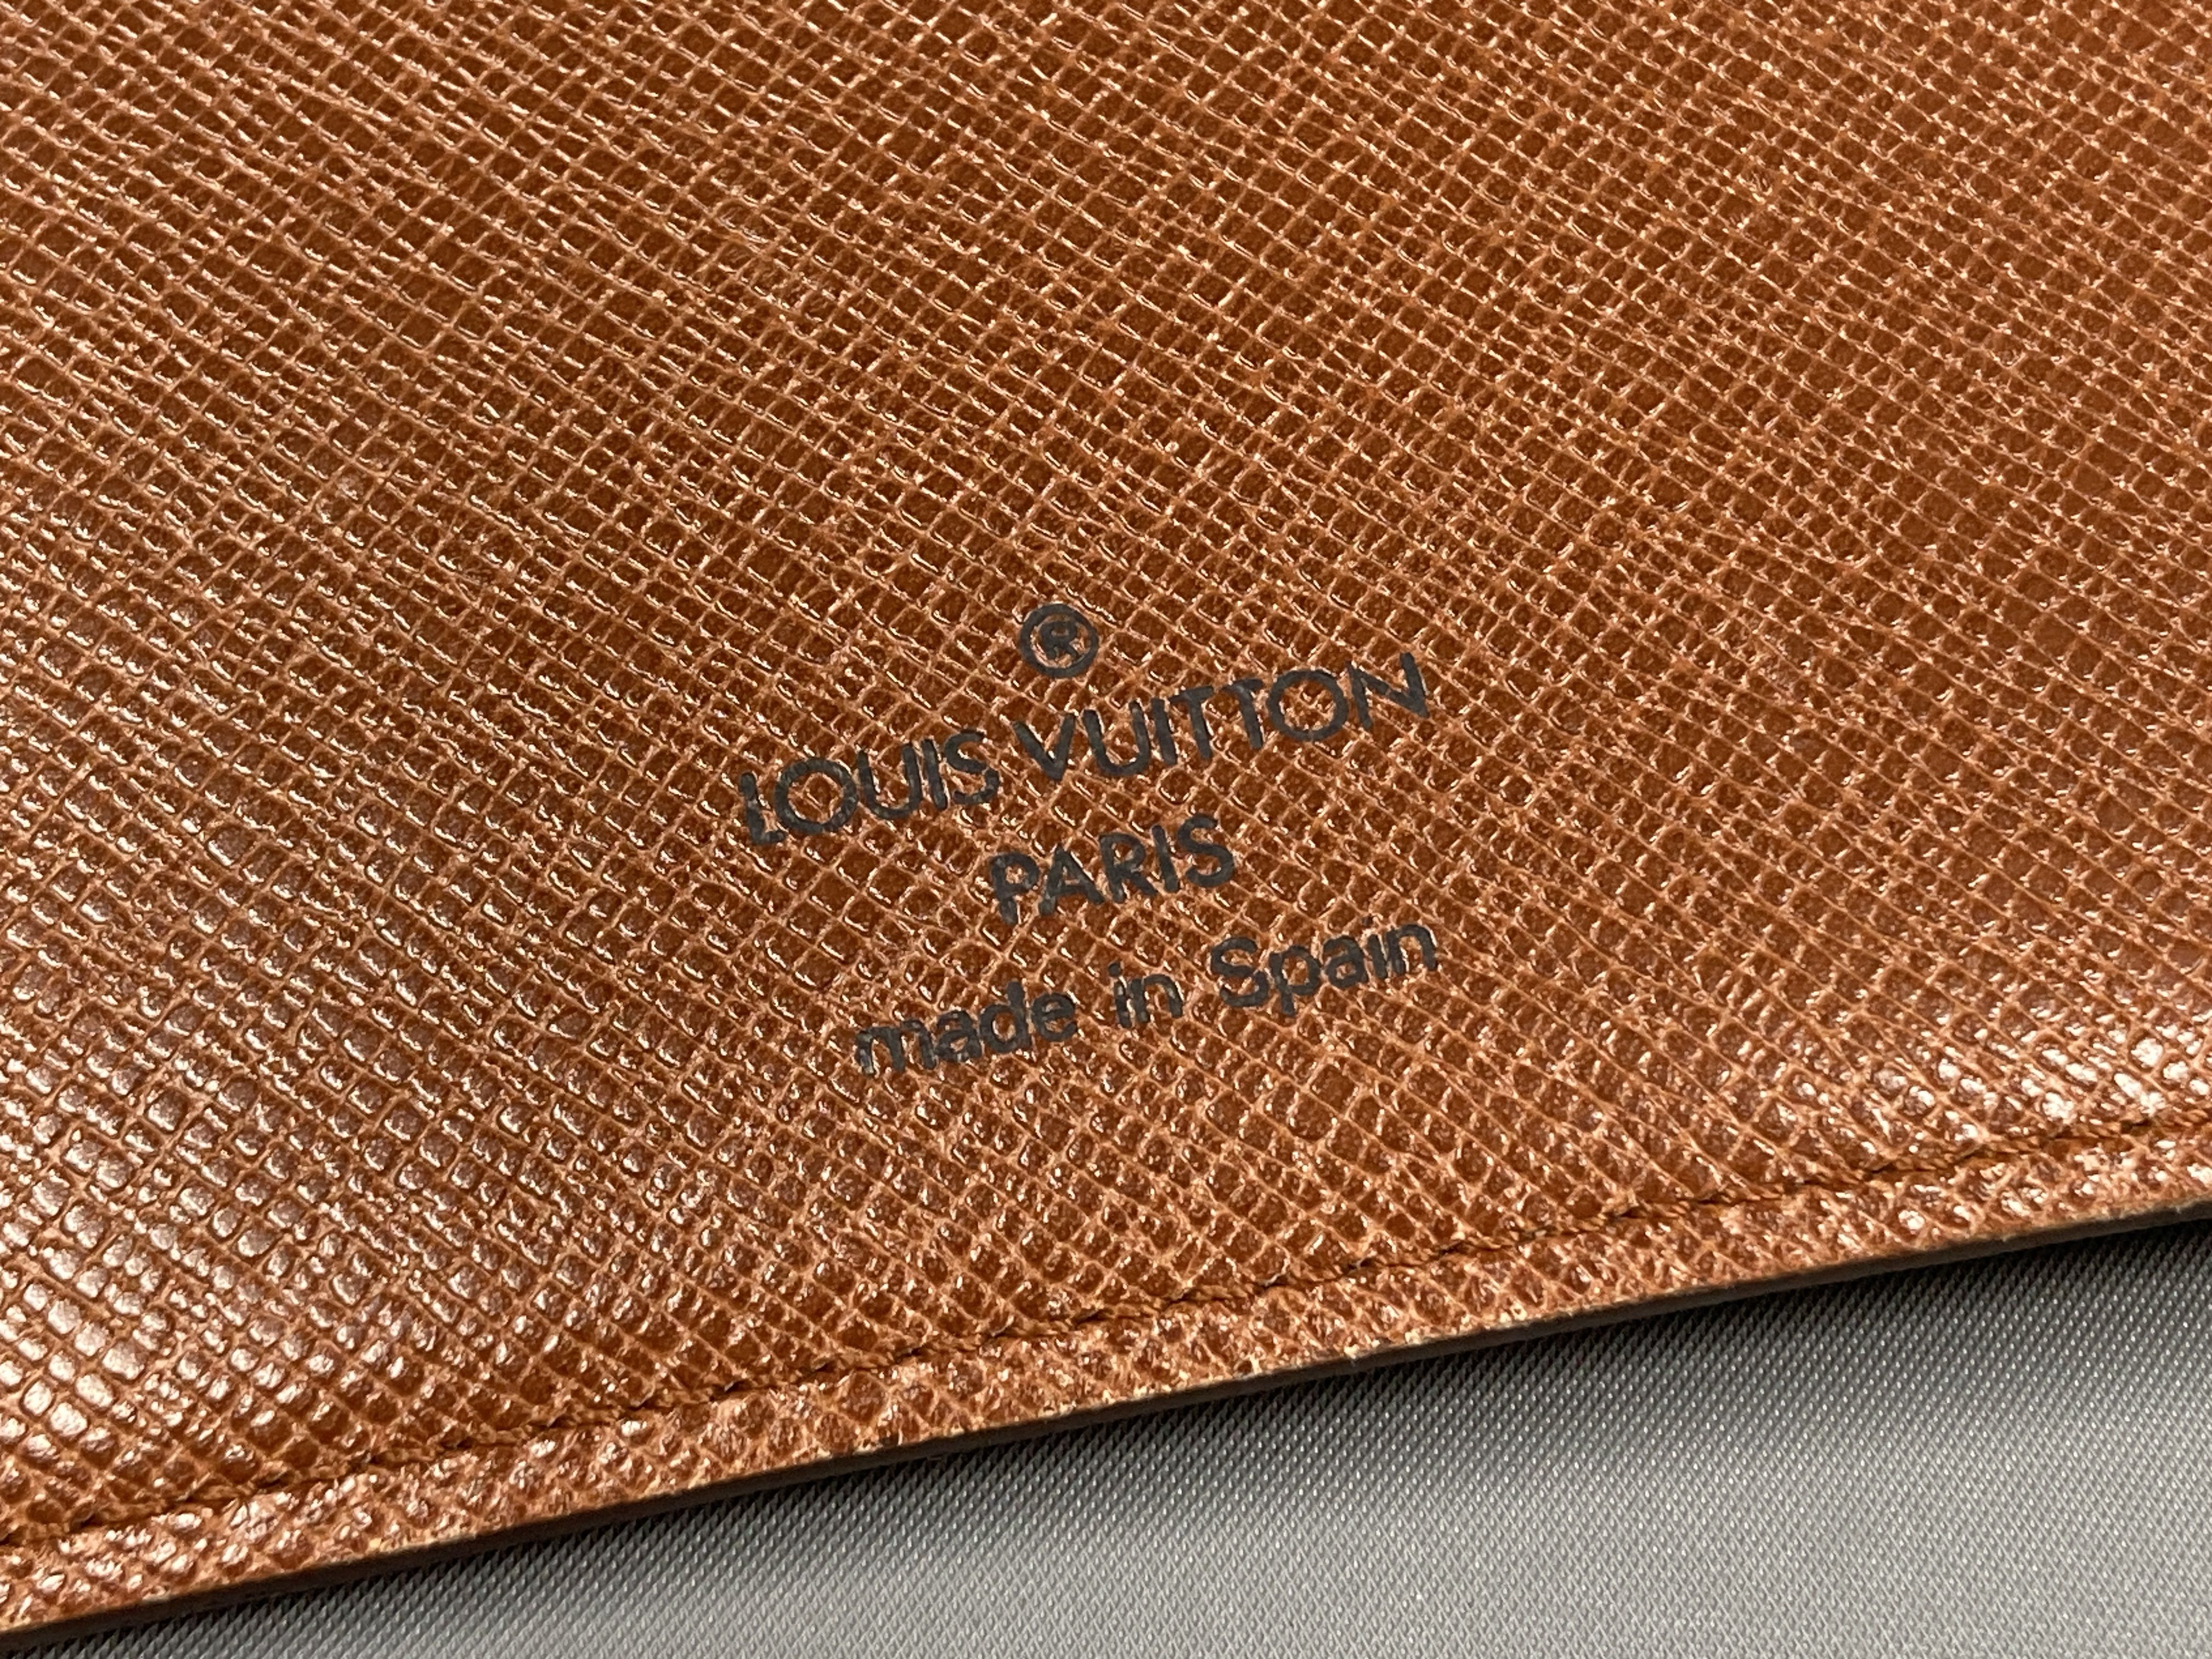 ®
LOUIS VUITTON
PARIS
made in Spain